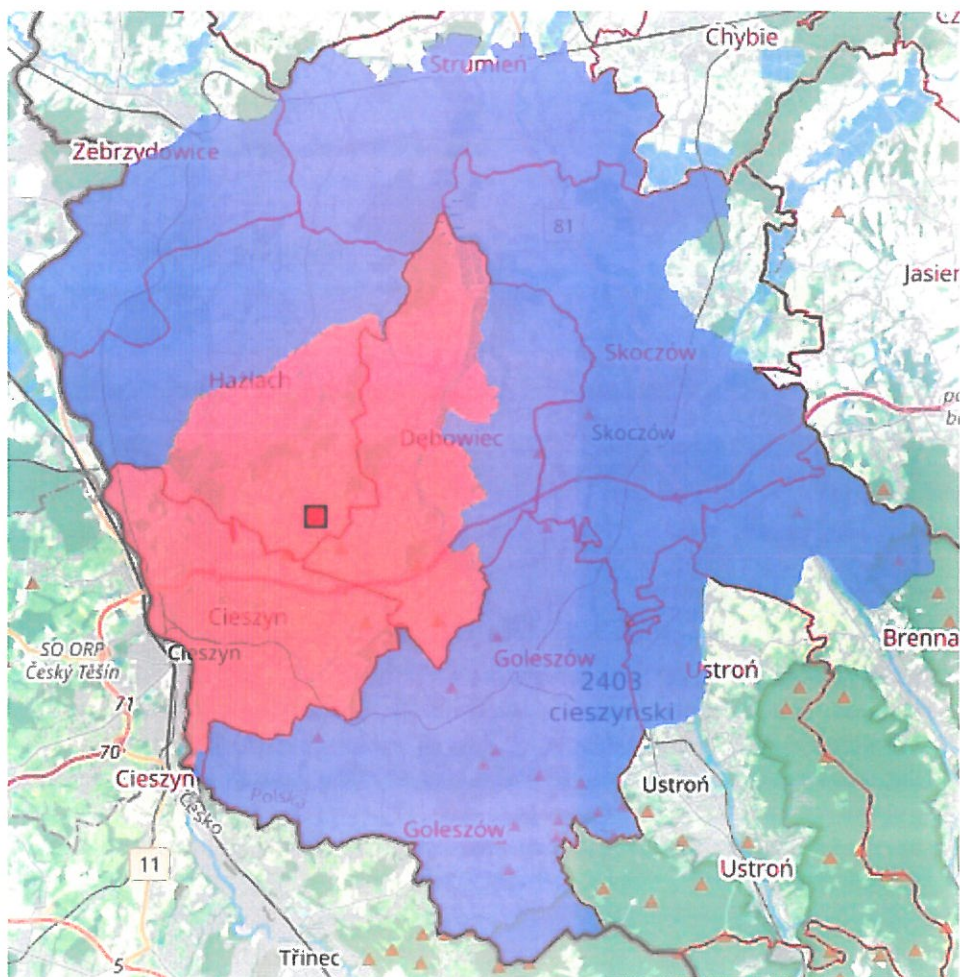 Cz
Chybie
Strumień
Zebrzydowice
81
Jasien
Skoczów
Hażlach
Skoczów
Dębowiec
Cieszyn
SO ORP
Český Těšín
Cieszyn
Brenna
Goleszów
Ustroń
2403
cieszyński
71
70
Cieszyn
Polska
Česko
Ustroń
Goleszów
11
Ustroń
Třinec
5